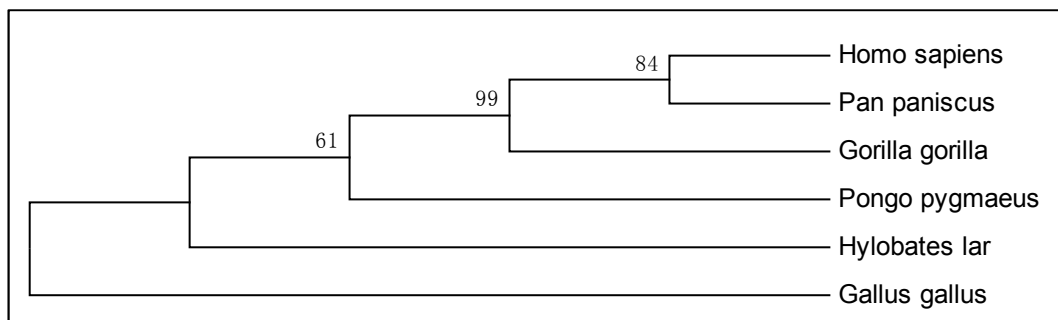 Homo sapiens
84
Pan paniscus
99
Gorilla gorilla
61
Pongo pygmaeus
Hylobates lar
Gallus gallus